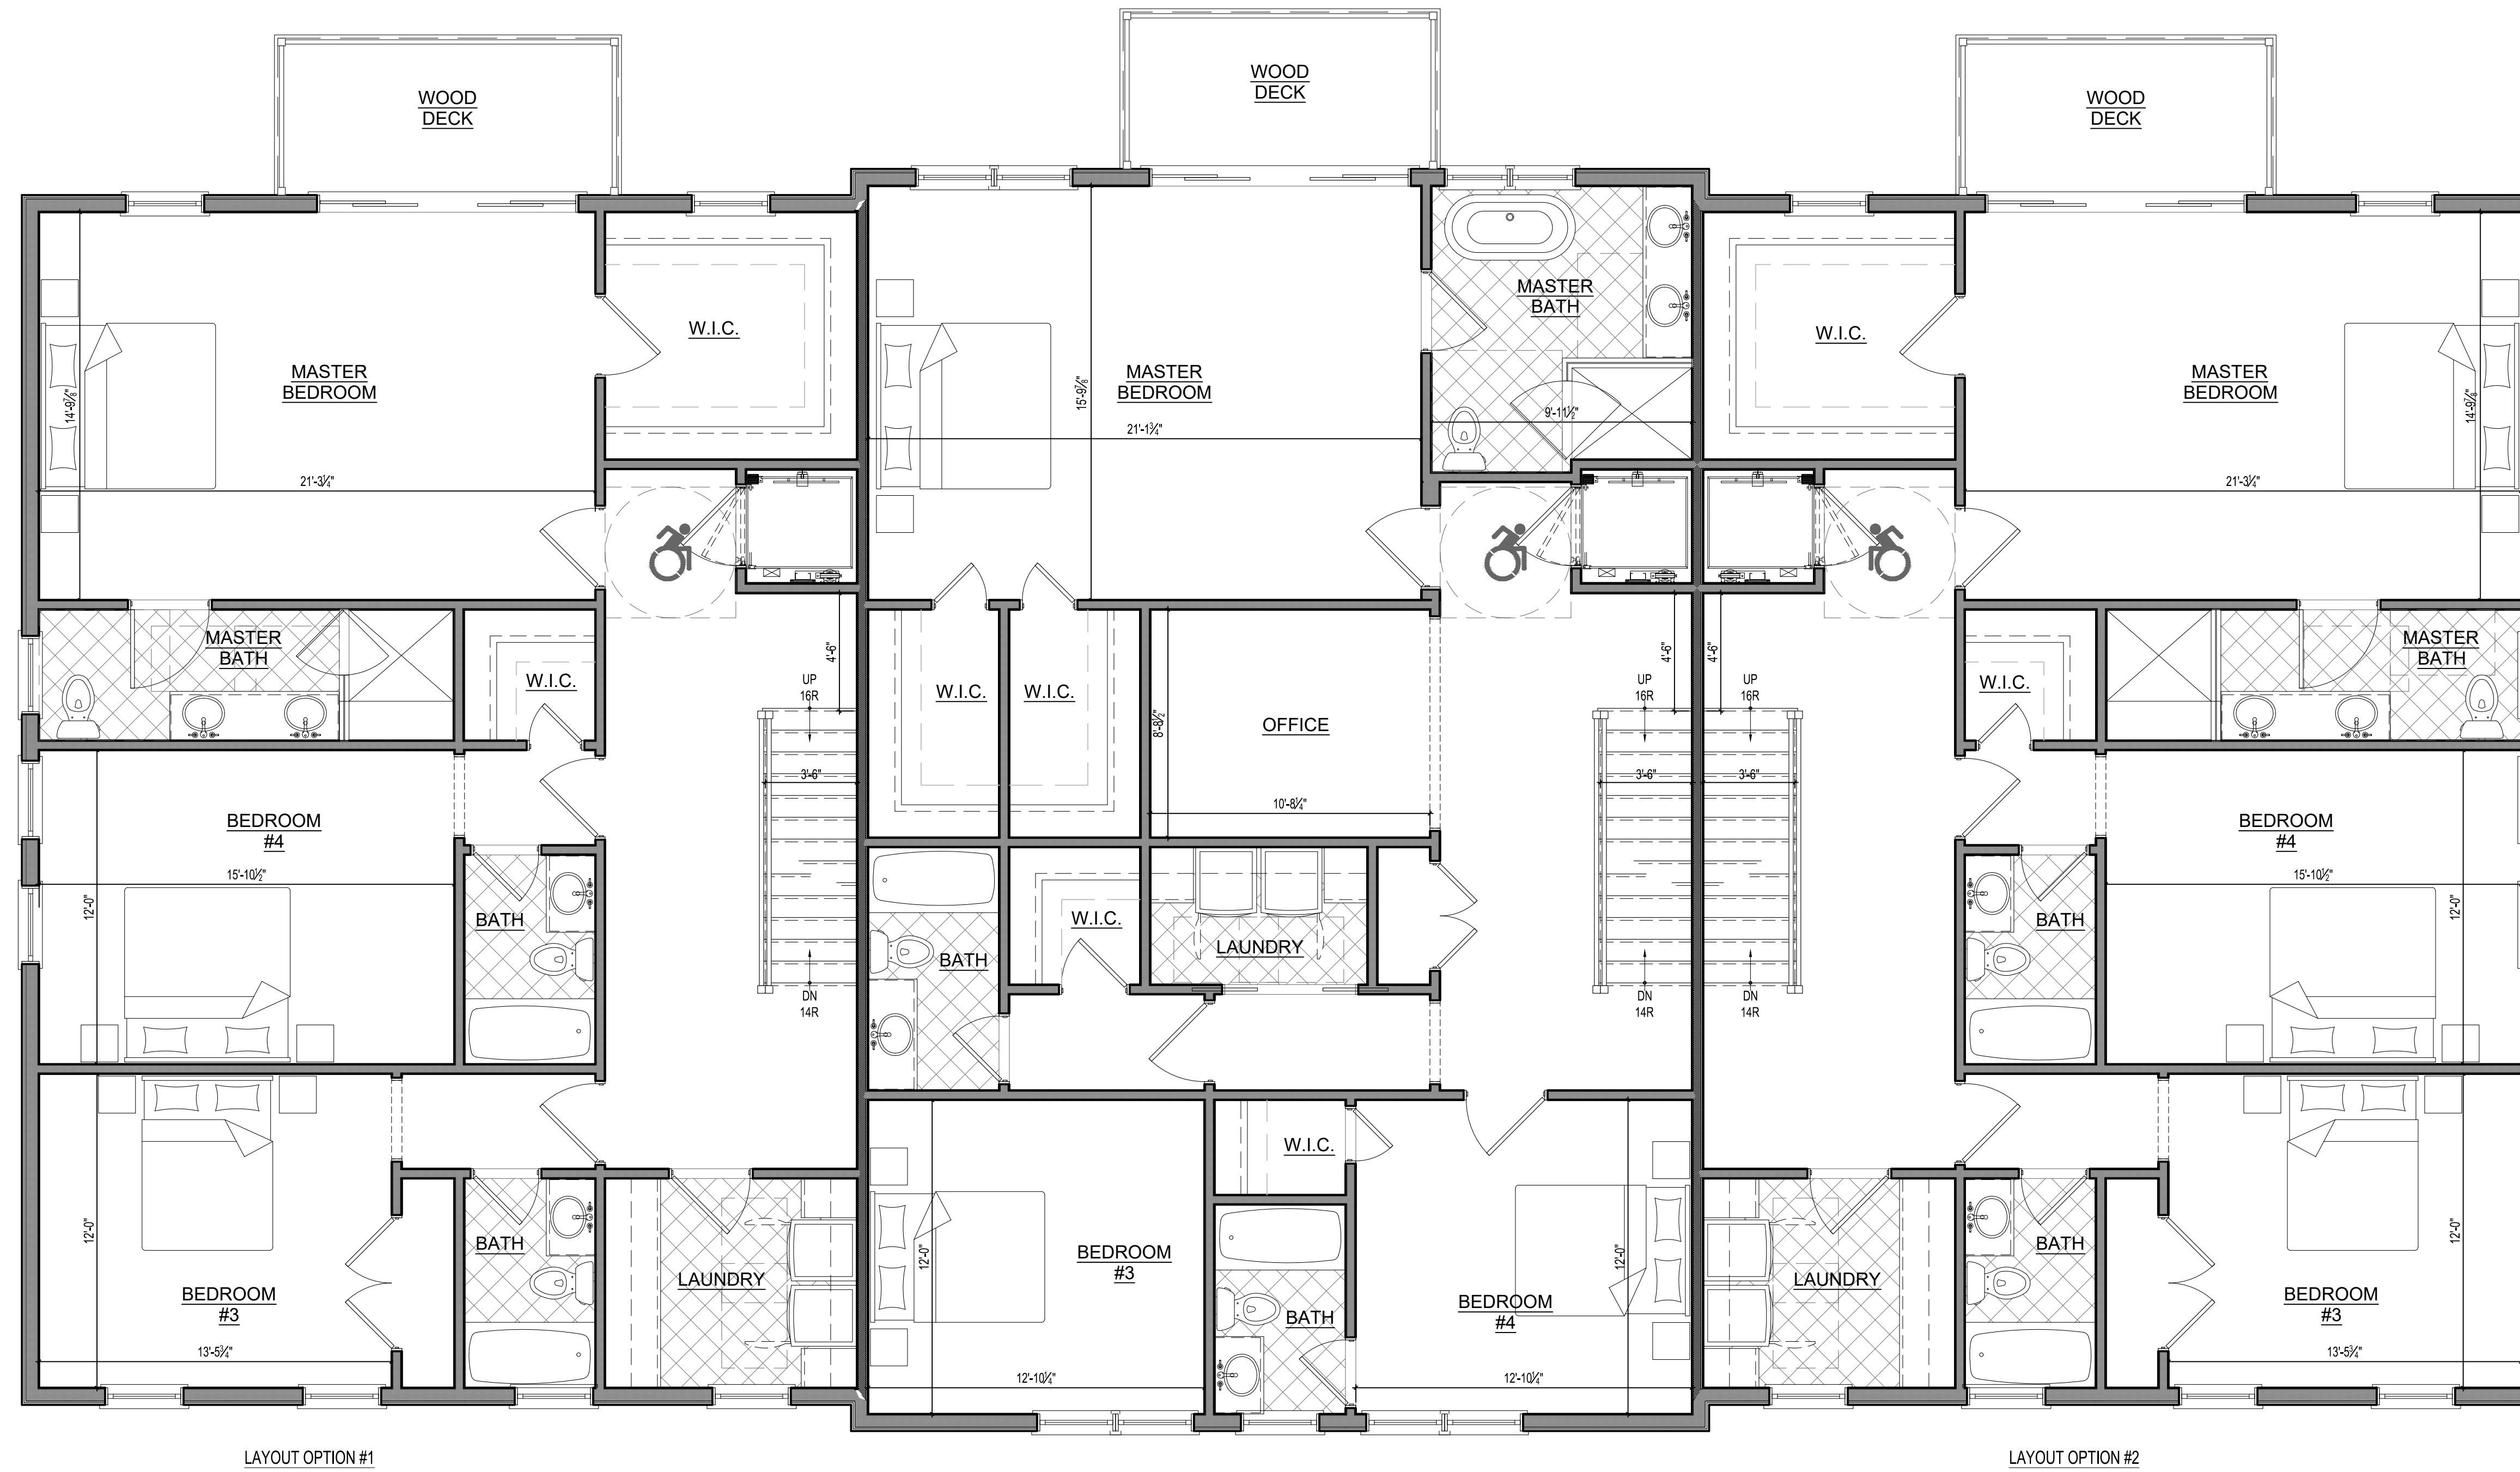 WOOD
DECK
WOOD
DECK
WOOD
DECK
MASTER
BEDROOM
14'-9⅞"
21'-3¼"
W.I.C.
MASTER
BEDROOM
15'-9⅞"
21'-1¾"
MASTER
BATH
9'-11½"
W.I.C.
MASTER
BEDROOM
14'-9⅞"
21'-3¼"
MASTER
BATH
W.I.C.
4'-6"
UP
16R
3'-6"
DN
14R
W.I.C.
W.I.C.
OFFICE
8'-8½"
10'-8¼"
4'-6"
UP
16R
3'-6"
DN
14R
4'-6"
UP
16R
3'-6"
DN
14R
W.I.C.
MASTER
BATH
BEDROOM
#4
15'-10½"
12'-0"
BATH
BATH
W.I.C.
LAUNDRY
BATH
BEDROOM
#4
15'-10½"
12'-0"
BEDROOM
#3
12'-0"
13'-5¾"
BATH
LAUNDRY
BEDROOM
#3
12'-0"
12'-10¼"
W.I.C.
BATH
BEDROOM
#4
12'-0"
12'-10¼"
LAUNDRY
BATH
BEDROOM
#3
12'-0"
13'-5¾"
LAYOUT OPTION #1
LAYOUT OPTION #2